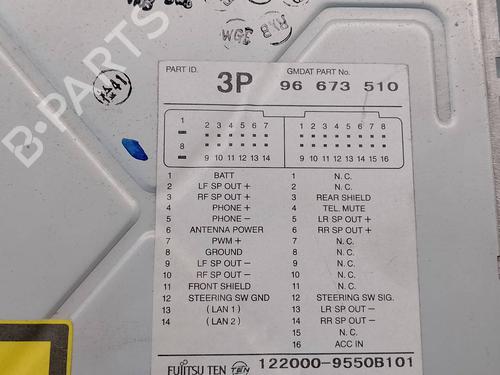 PART ID. 3P GMDAT PART No. 96 673 510
1 2 3 4 5 6 7 1 2 3 4 5 6 7 8
8 9 10 11 12 13 14 9 10 11 12 13 14 15 16
1 BATT 1 N.C.
2 LF SP OUT + 2 N.C.
3 RF SP OUT + 3 REAR SHIELD
4 PHONE + 4 TEL. MUTE
5 PHONE − 5 LR SP OUT +
6 ANTENNA POWER 6 RR SP OUT +
7 PWM + 7 N.C.
8 GROUND 8 N.C.
9 LF SP OUT − 9 N.C.
10 RF SP OUT − 10 N.C.
11 FRONT SHIELD 11 N.C.
12 STEERING SW GND 12 STEERING SW SIG.
13 ( LAN 1 ) 13 LR SP OUT −
14 ( LAN 2 ) 14 RR SP OUT −
15 N.C.
16 ACC IN
FUJITSU TEN TEN 122000-9550B101
B-PARTS